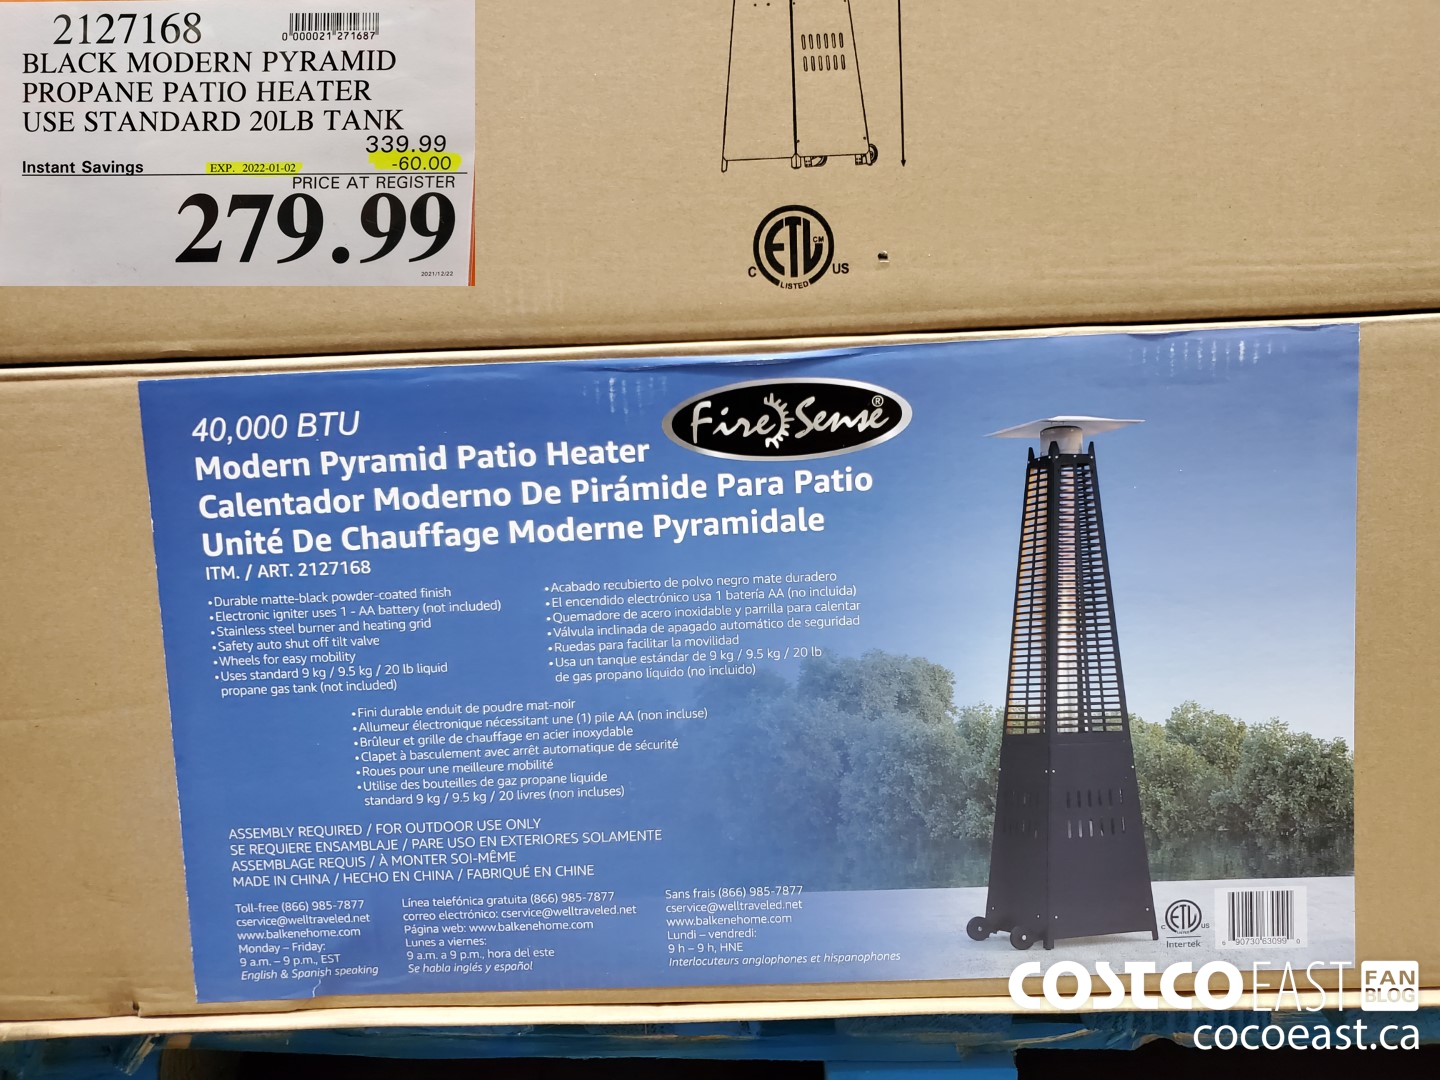 2127168
0 000021 271687
BLACK MODERN PYRAMID
PROPANE PATIO HEATER
USE STANDARD 20LB TANK
339.99
Instant Savings EXP. 2022-01-02 -60.00
PRICE AT REGISTER
279.99
2021/12/22
ETL CM
C US
LISTED
40,000 BTU
Fire Sense®
Modern Pyramid Patio Heater
Calentador Moderno De Pirámide Para Patio
Unité De Chauffage Moderne Pyramidale
ITM. / ART. 2127168
•Durable matte-black powder-coated finish
•Electronic igniter uses 1 - AA battery (not included)
•Stainless steel burner and heating grid
•Safety auto shut off tilt valve
•Wheels for easy mobility
•Uses standard 9 kg / 9.5 kg / 20 lb liquid
propane gas tank (not included)
•Acabado recubierto de polvo negro mate duradero
•El encendido electrónico usa 1 batería AA (no incluida)
•Quemadore de acero inoxidable y parrilla para calentar
•Válvula inclinada de apagado automático de seguridad
•Ruedas para facilitar la movilidad
•Usa un tanque estándar de 9 kg / 9.5 kg / 20 lb
de gas propano líquido (no incluido)
•Fini durable enduit de poudre mat-noir
•Allumeur électronique nécessitant une (1) pile AA (non incluse)
•Brûleur et grille de chauffage en acier inoxydable
•Clapet à basculement avec arrêt automatique de sécurité
•Roues pour une meilleure mobilité
•Utilise des bouteilles de gaz propane liquide
standard 9 kg / 9.5 kg / 20 livres (non incluses)
ASSEMBLY REQUIRED / FOR OUTDOOR USE ONLY
SE REQUIERE ENSAMBLAJE / PARE USO EN EXTERIORES SOLAMENTE
ASSEMBLAGE REQUIS / À MONTER SOI-MÊME
MADE IN CHINA / HECHO EN CHINA / FABRIQUÉ EN CHINE
Toll-free (866) 985-7877
cservice@welltraveled.net
www.balkenehome.com
Monday – Friday:
9 a.m. – 9 p.m., EST
English & Spanish speaking
Línea telefónica gratuita (866) 985-7877
correo electrónico: cservice@welltraveled.net
Página web: www.balkenehome.com
Lunes a viernes:
9 a.m. a 9 p.m., hora del este
Se habla inglés y español
Sans frais (866) 985-7877
cservice@welltraveled.net
www.balkenehome.com
Lundi – vendredi:
9 h – 9 h, HNE
Interlocuteurs anglophones et hispanophones
C ETL US
Intertek
6 90730 63099 0
COSTCO EAST FAN BLOG
cocoeast.ca